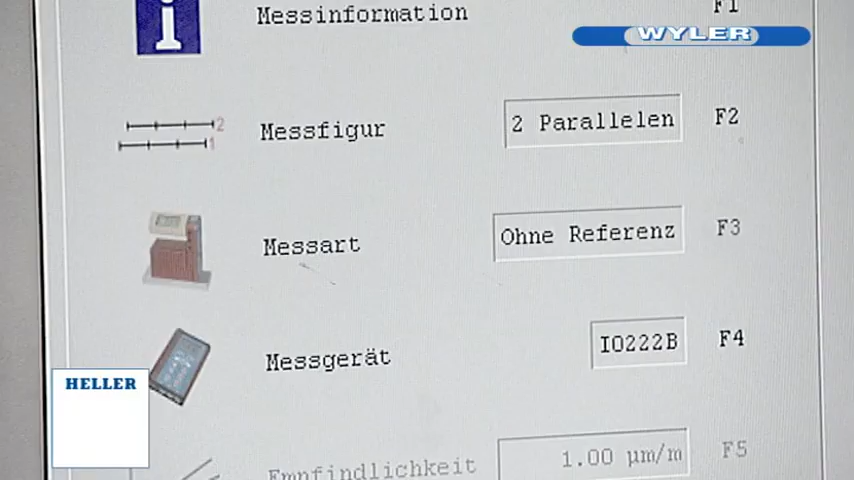 Messinformation F1
WYLER
2
1
Messfigur 2 Parallelen F2
Messart Ohne Referenz F3
Messgerät IO222B F4
HELLER
Empfindlichkeit 1.00 µm/m F5